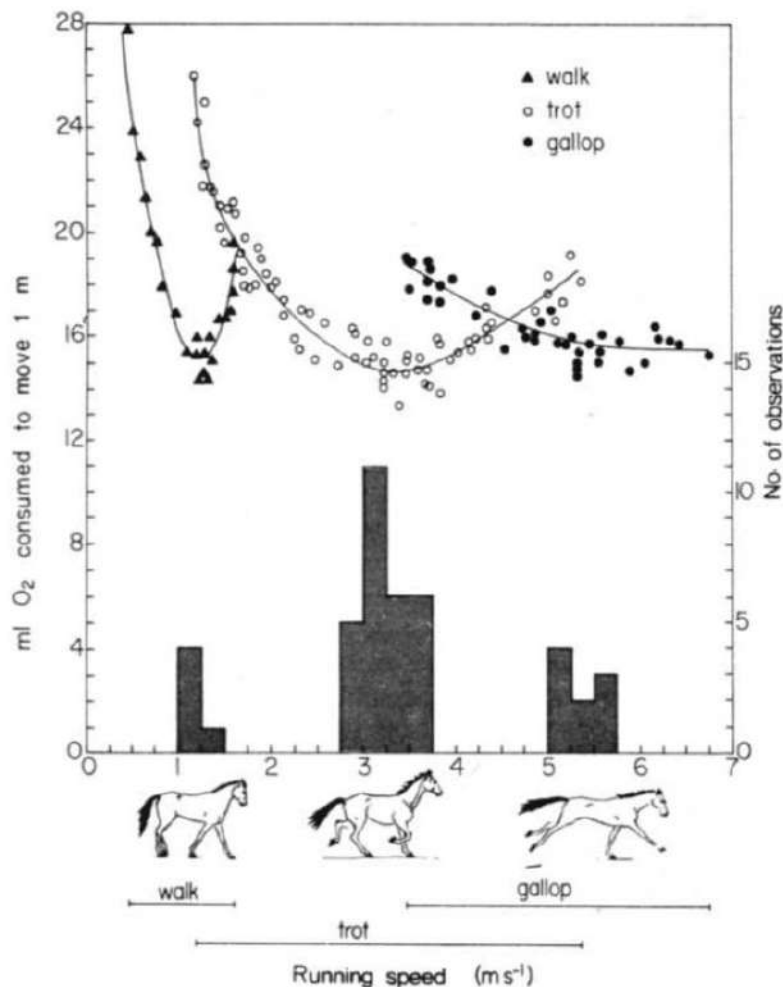 28
24
20
16
12
8
4
0
ml O₂ consumed to move 1 m
▲ walk
○ trot
● gallop
15
10
5
0
No. of observations
0 1 2 3 4 5 6 7
walk
gallop
trot
Running speed (m s⁻¹)